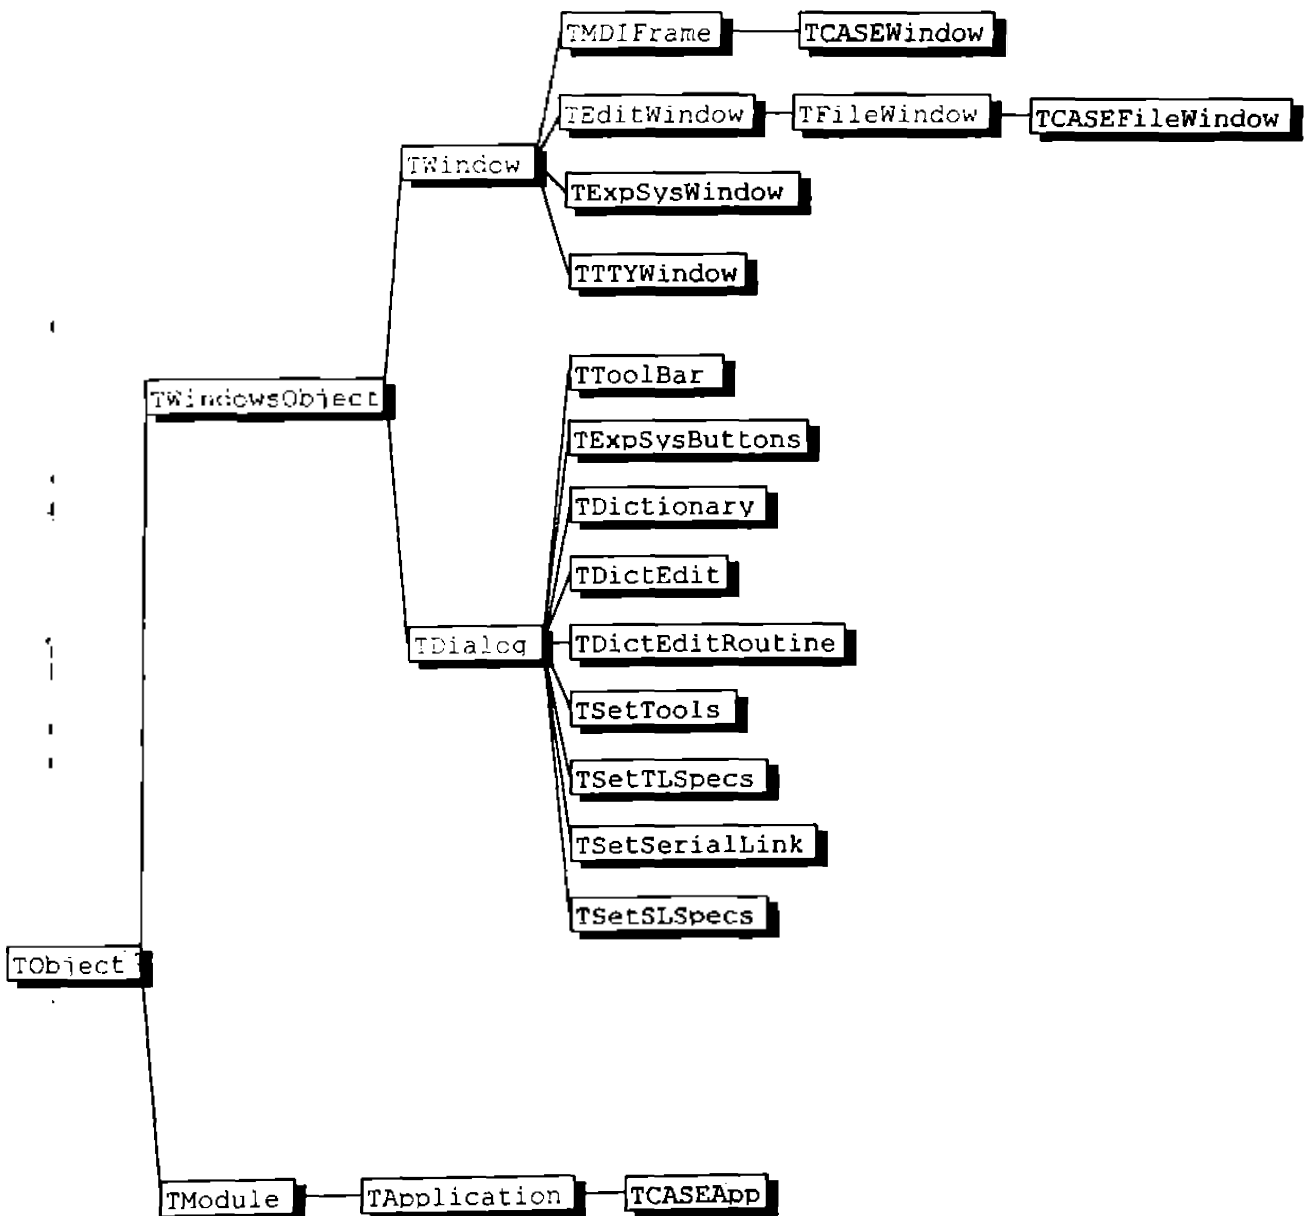 TMDIFrame
TCASEWindow
TEditWindow
TFileWindow
TCASEFileWindow
TWindow
TExpSysWindow
TTTYWindow
TToolBar
TWindowsObject
TExpSysButtons
TDictionary
TDictEdit
TDialog
TDictEditRoutine
TSetTools
TSetTLSpecs
TSetSerialLink
TSetSLSpecs
TObject
TModule
TApplication
TCASEApp